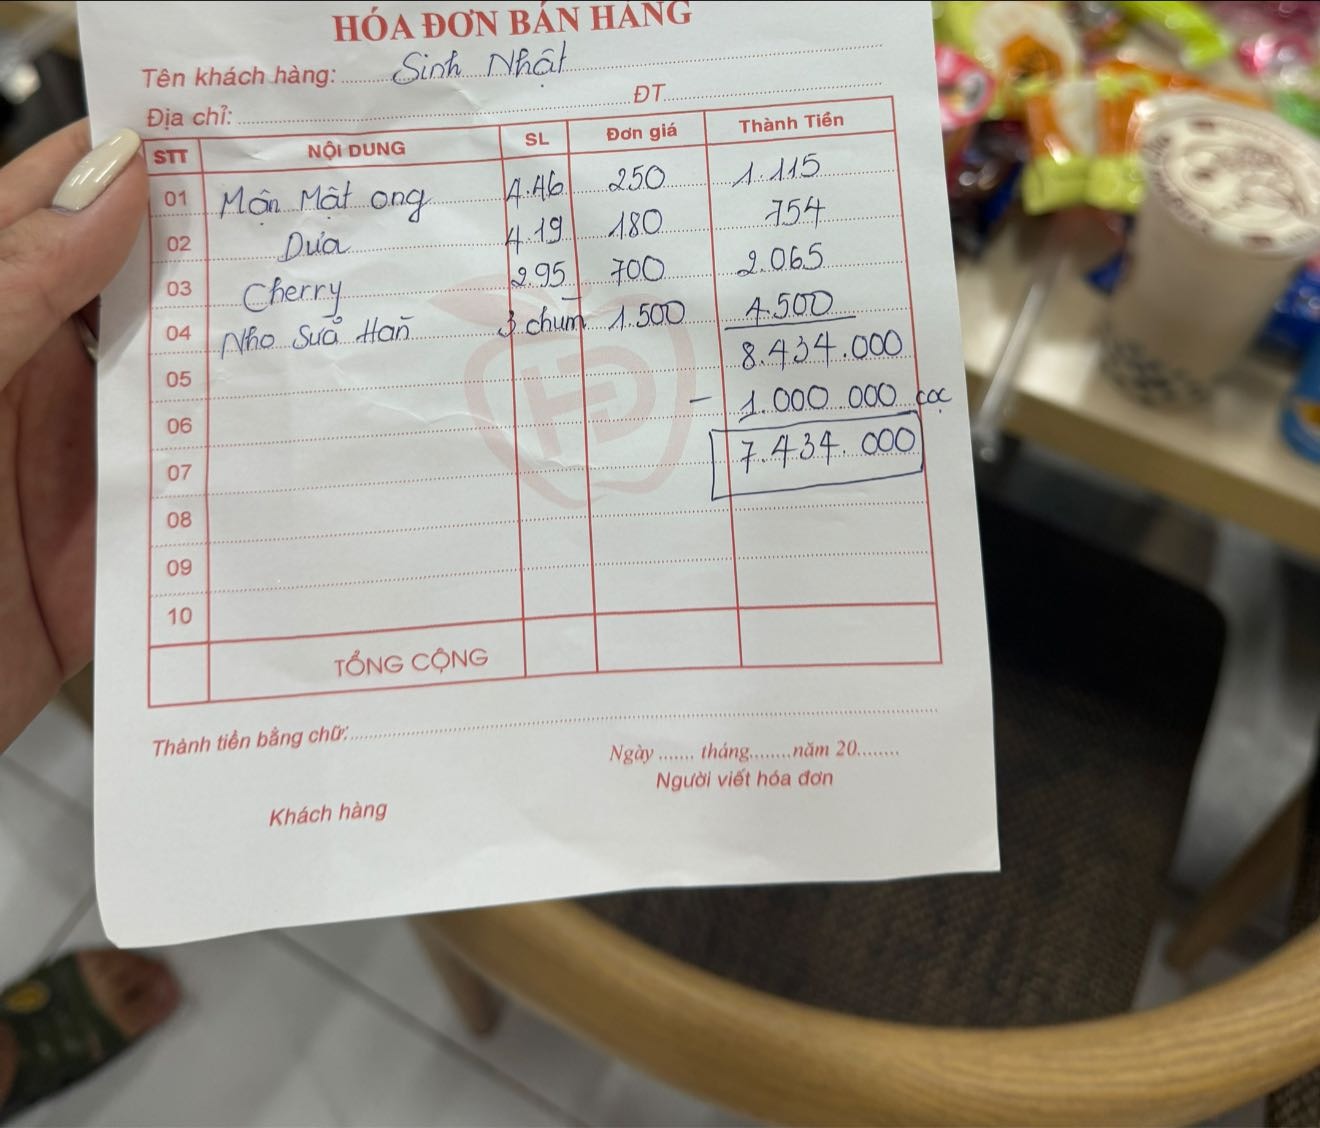 HÓA ĐƠN BÁN HÀNG
Tên khách hàng: Sinh Nhật
Địa chỉ: ĐT
STT NỘI DUNG SL Đơn giá Thành Tiền
01 Mận Mật ong 4.46 250 1.115
02 Dưa 4.19 180 754
03 Cherry 2.95 700 2.065
04 Nho Sữa Hàn 3 chùm 1.500 4.500
05 8.434.000
06 - 1.000 000 cọc
07 7.434.000
08
09
10
TỔNG CỘNG
Thành tiền bằng chữ:
Ngày ....... tháng........năm 20........
Người viết hóa đơn
Khách hàng